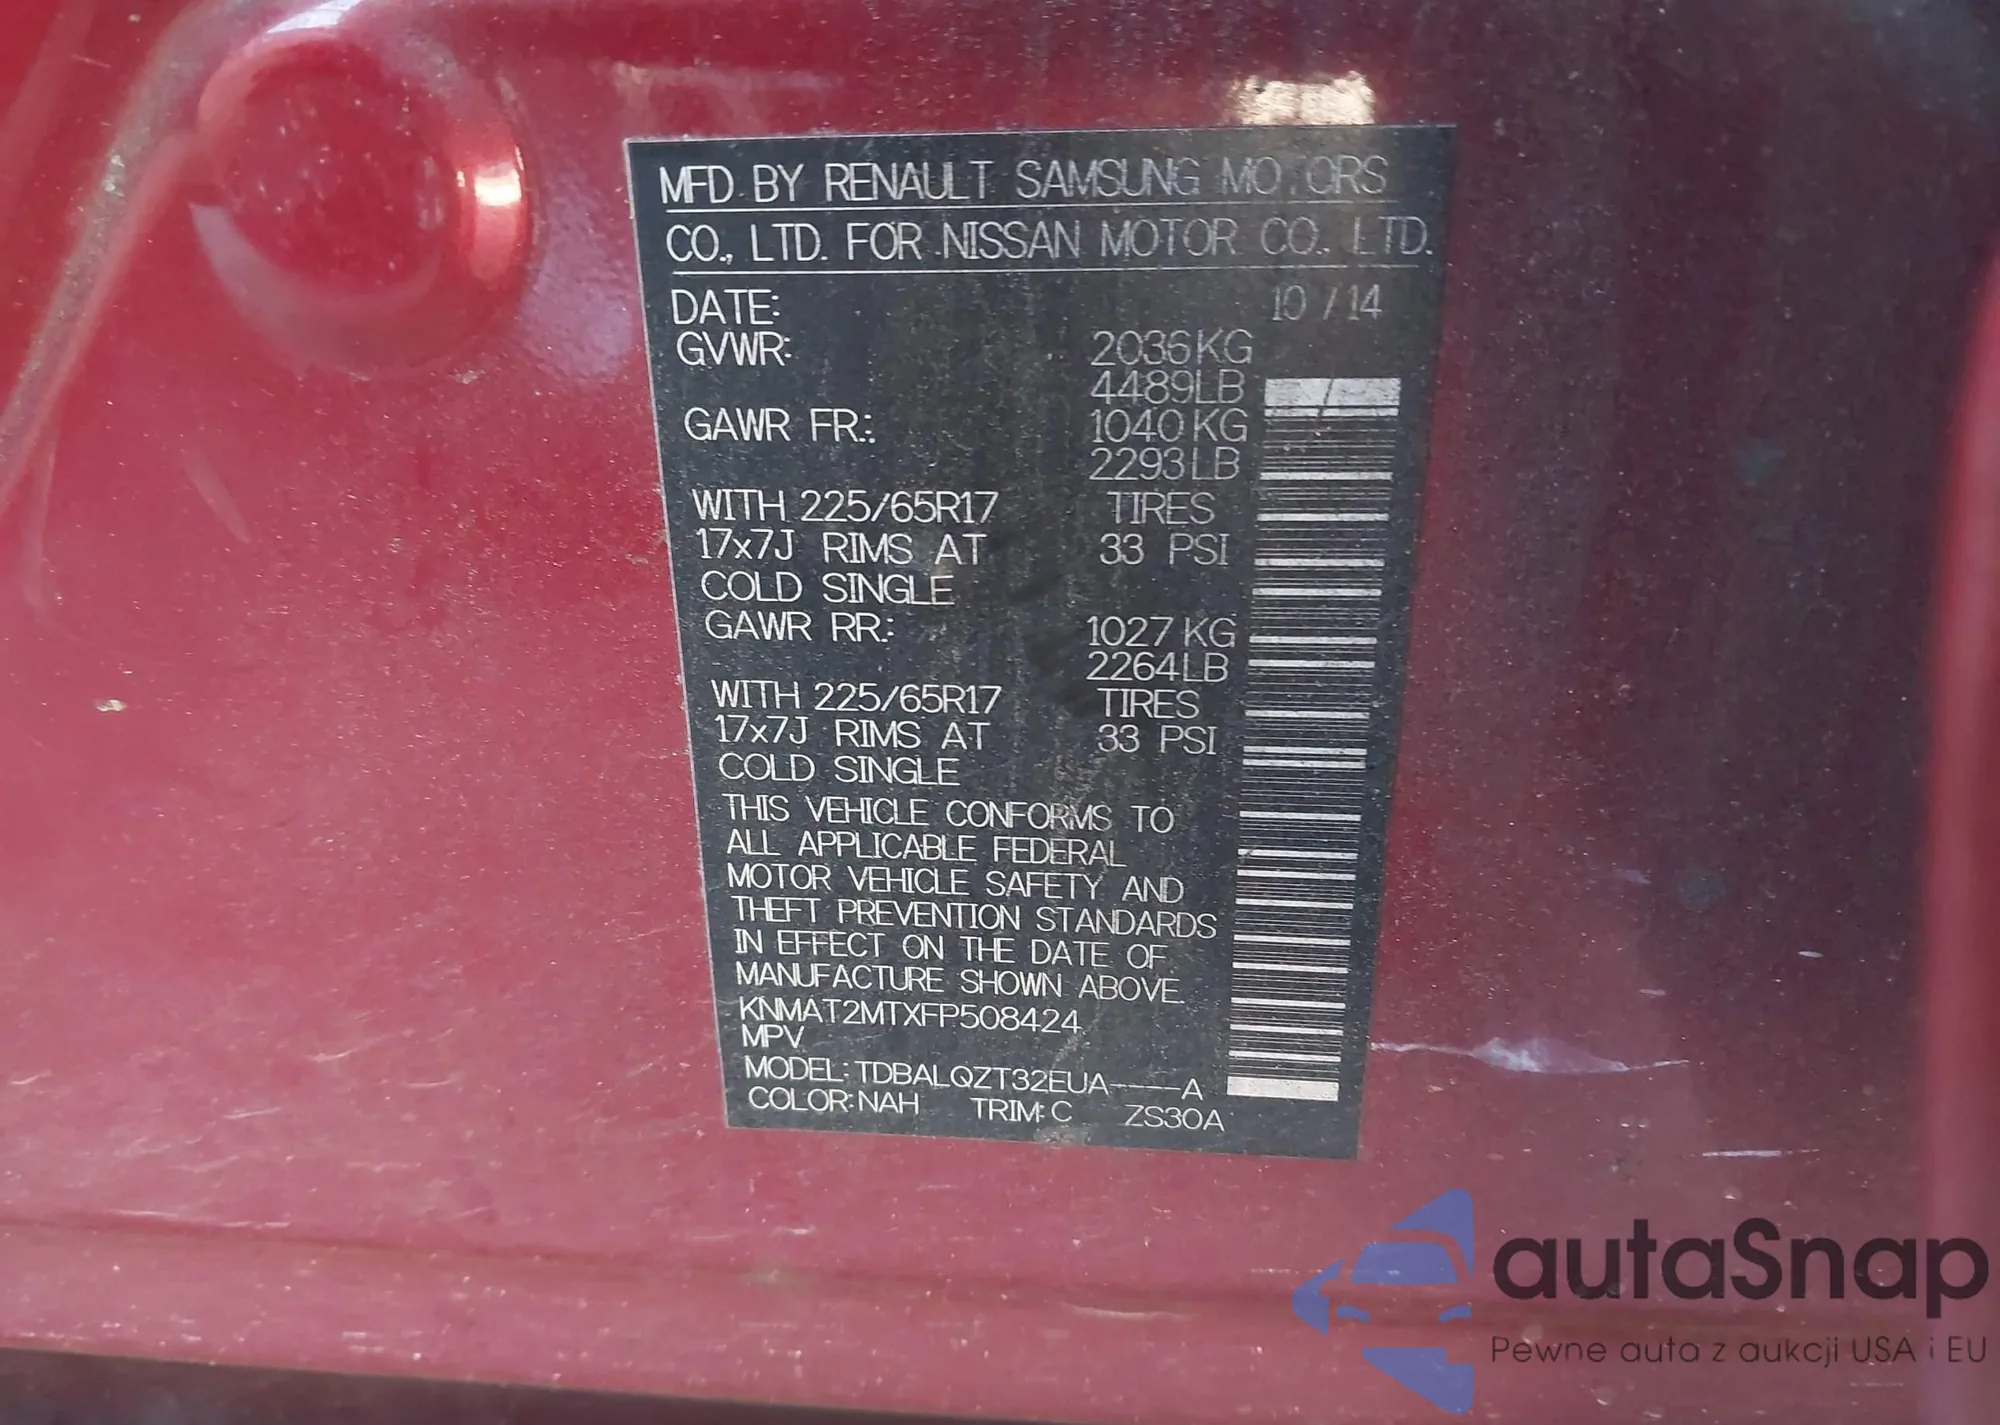 MFD BY RENAULT SAMSUNG MOTORS
CO., LTD. FOR NISSAN MOTOR CO., LTD.
DATE: 10 / 14
GVWR: 2036 KG
4489 LB
GAWR FR.: 1040 KG
2293 LB
WITH 225/65R17 TIRES
17x7J RIMS AT 33 PSI
COLD SINGLE
GAWR RR.: 1027 KG
2264 LB
WITH 225/65R17 TIRES
17x7J RIMS AT 33 PSI
COLD SINGLE
THIS VEHICLE CONFORMS TO
ALL APPLICABLE FEDERAL
MOTOR VEHICLE SAFETY AND
THEFT PREVENTION STANDARDS
IN EFFECT ON THE DATE OF
MANUFACTURE SHOWN ABOVE.
KNMAT2MTXFP508424
MPV
MODEL: TDBALQZT32EUA----A
COLOR: NAH TRIM: C ZS30A
autaSnap
Pewne auta z aukcji USA i EU